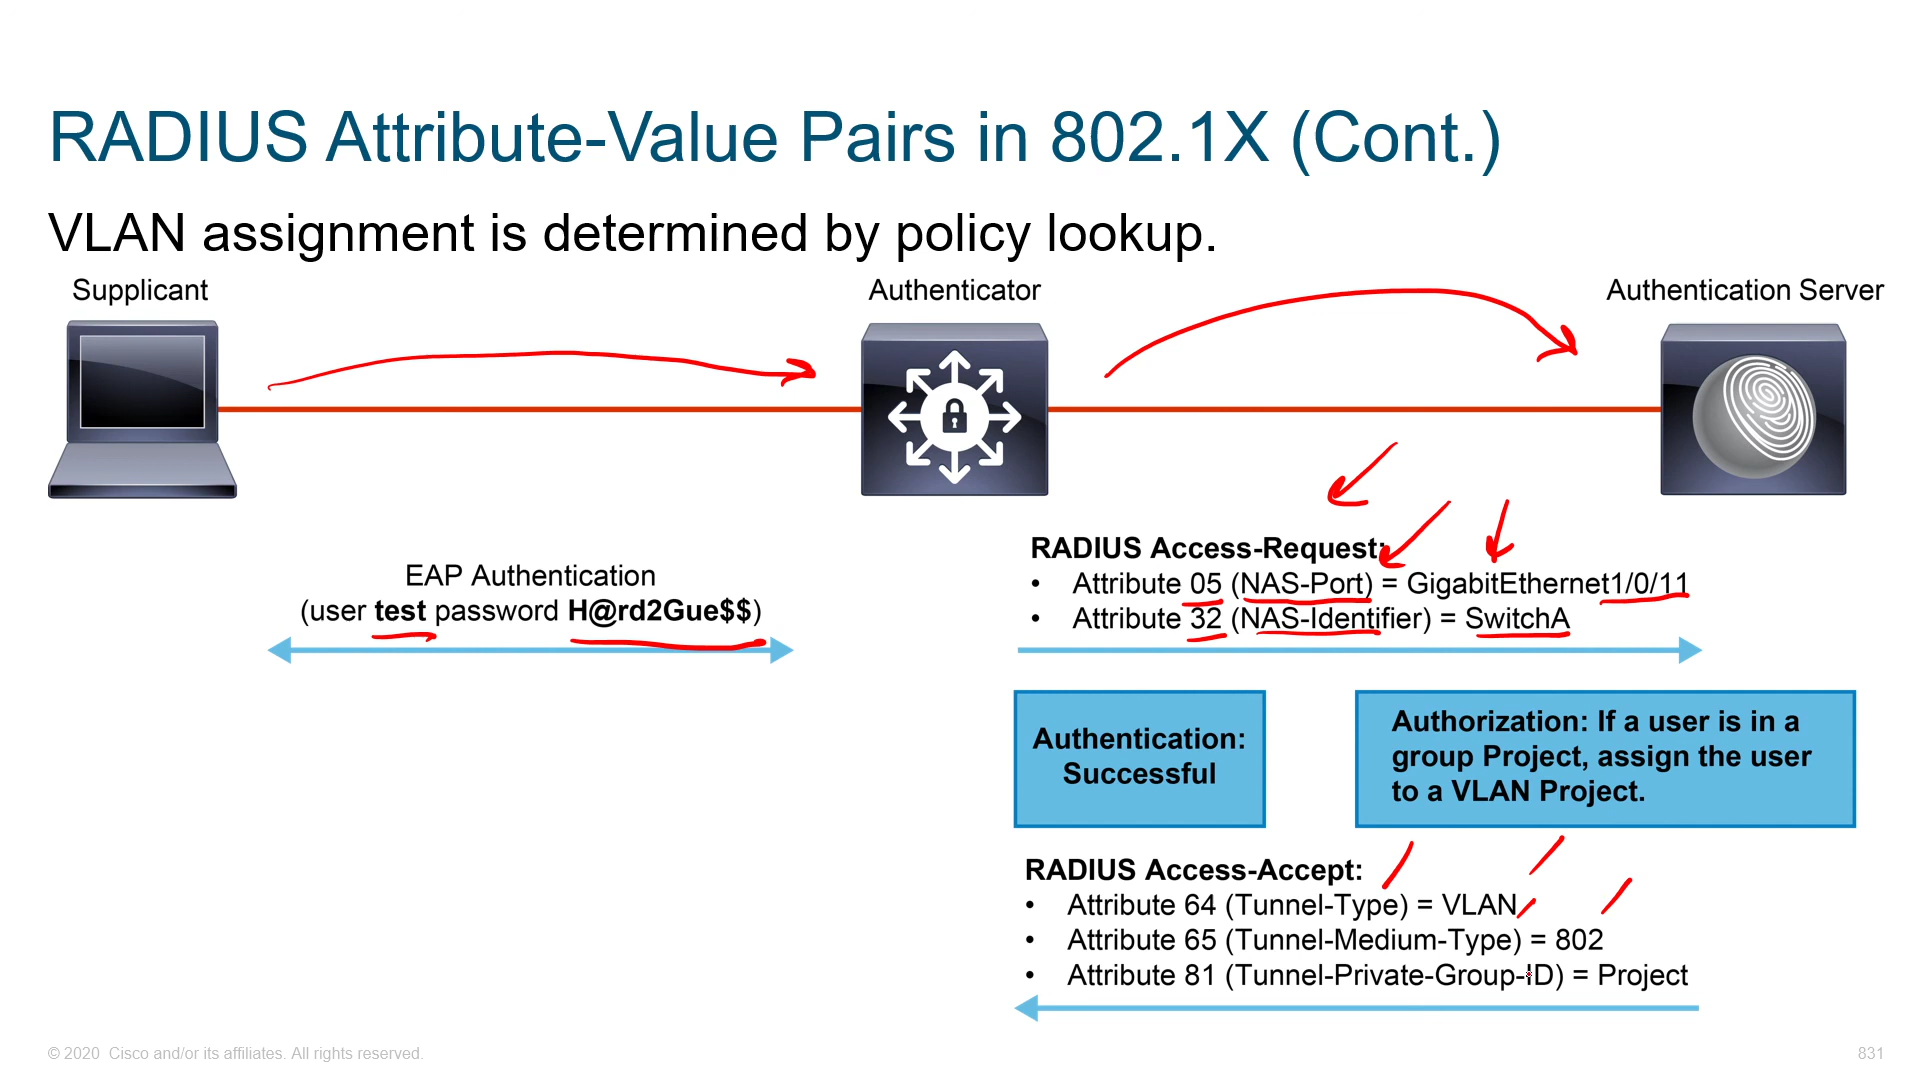 RADIUS Attribute-Value Pairs in 802.1X (Cont.)
VLAN assignment is determined by policy lookup.
Supplicant
Authenticator
Authentication Server
EAP Authentication
(user test password H@rd2Gue$$)
RADIUS Access-Request:
• Attribute 05 (NAS-Port) = GigabitEthernet1/0/11
• Attribute 32 (NAS-Identifier) = SwitchA
Authentication:
Successful
Authorization: If a user is in a
group Project, assign the user
to a VLAN Project.
RADIUS Access-Accept:
• Attribute 64 (Tunnel-Type) = VLAN
• Attribute 65 (Tunnel-Medium-Type) = 802
• Attribute 81 (Tunnel-Private-Group-ID) = Project
© 2020 Cisco and/or its affiliates. All rights reserved.
831